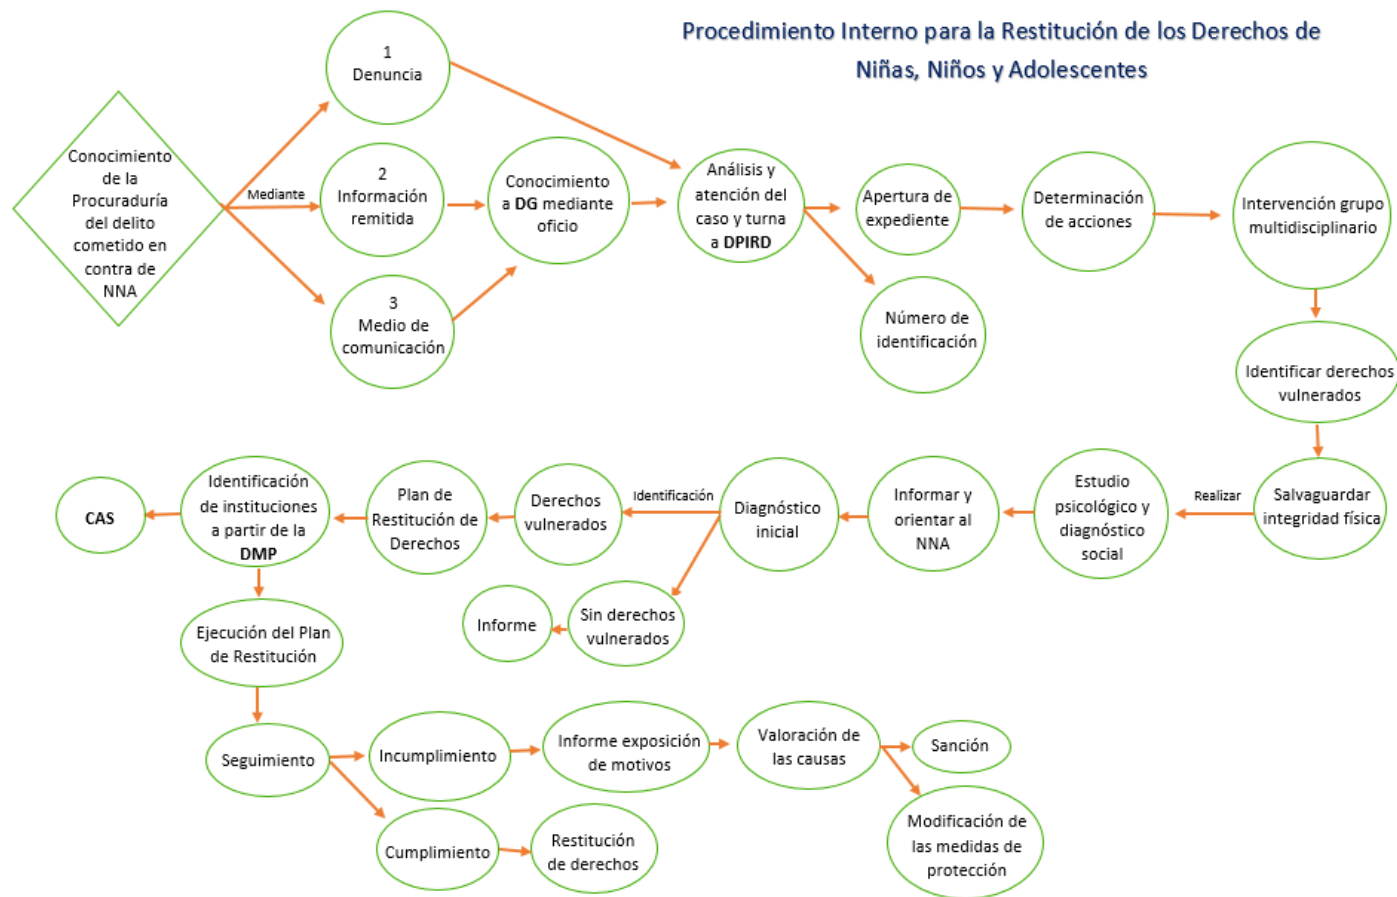 Procedimiento Interno para la Restitución de los Derechos de
Niñas, Niños y Adolescentes
Conocimiento
de la
Procuraduría
del delito
cometido en
contra de
NNA
Mediante
1
Denuncia
2
Información
remitida
3
Medio de
comunicación
Conocimiento
a DG mediante
oficio
Análisis y
atención del
caso y turna
a DPIRD
Apertura de
expediente
Número de
identificación
Determinación
de acciones
Intervención grupo
multidisciplinario
Identificar derechos
vulnerados
Salvaguardar
integridad física
Realizar
Estudio
psicológico y
diagnóstico
social
Informar y
orientar al
NNA
Diagnóstico
inicial
Identificación
Derechos
vulnerados
Sin derechos
vulnerados
Informe
Plan de
Restitución de
Derechos
Identificación
de instituciones
a partir de la
DMP
CAS
Ejecución del Plan
de Restitución
Seguimiento
Incumplimiento
Informe exposición
de motivos
Valoración de
las causas
Sanción
Modificación de
las medidas de
protección
Cumplimiento
Restitución
de derechos